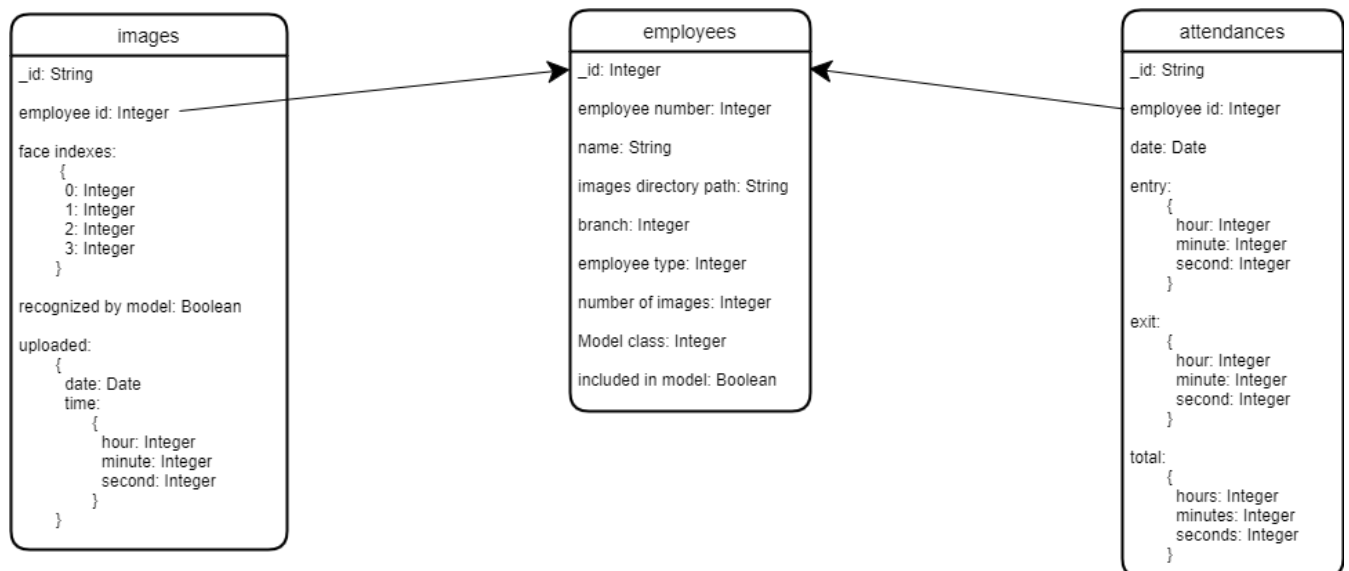 images
_id: String
employee id: Integer
face indexes:
{
0: Integer
1: Integer
2: Integer
3: Integer
}
recognized by model: Boolean
uploaded:
{
date: Date
time:
{
hour: Integer
minute: Integer
second: Integer
}
}
employees
_id: Integer
employee number: Integer
name: String
images directory path: String
branch: Integer
employee type: Integer
number of images: Integer
Model class: Integer
included in model: Boolean
attendances
_id: String
employee id: Integer
date: Date
entry:
{
hour: Integer
minute: Integer
second: Integer
}
exit:
{
hour: Integer
minute: Integer
second: Integer
}
total:
{
hours: Integer
minutes: Integer
seconds: Integer
}